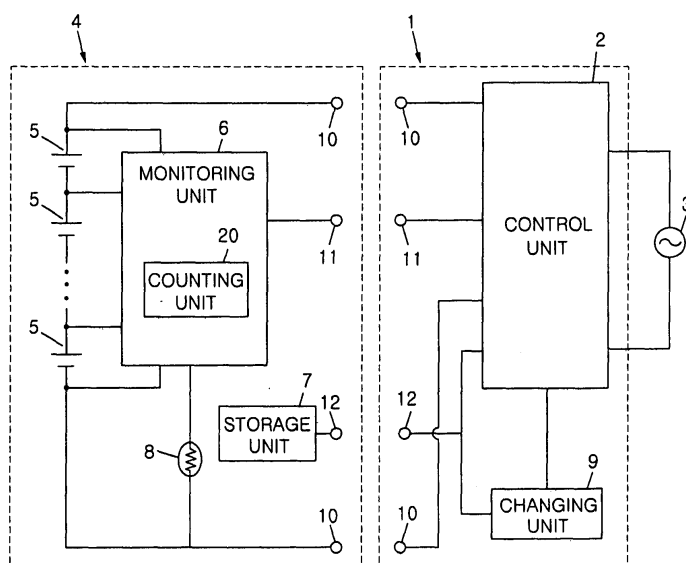 4
1
2
5
6
10
10
MONITORING
UNIT
3
5
20
COUNTING
UNIT
11
11
CONTROL
UNIT
5
7
STORAGE
UNIT
12
12
8
9
CHANGING
UNIT
10
10